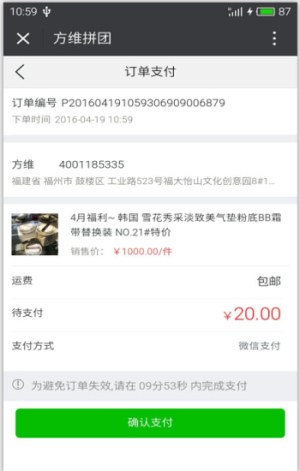 10:59 87
方维拼团
订单支付
订单编号 P201604191059306909006879
下单时间 2016-04-19 10:59
方维 4001185335
福建省 福州市 鼓楼区 工业路523号福大怡山文化创意园8#1...
4月福利~ 韩国 雪花秀采淡致美气垫粉底BB霜
带替换装 NO.21#特价
销售价： ￥1000.00/件
运费 包邮
待支付 ￥20.00
支付方式 微信支付
为避免订单失效,请在 09分53秒 内完成支付
确认支付